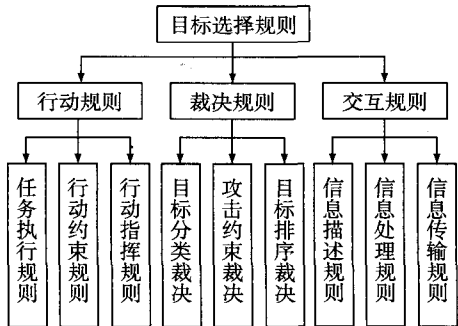 目标选择规则
行动规则
裁决规则
交互规则
任务执行规则
行动约束规则
行动指挥规则
目标分类裁决
攻击约束裁决
目标排序裁决
信息描述规则
信息处理规则
信息传输规则